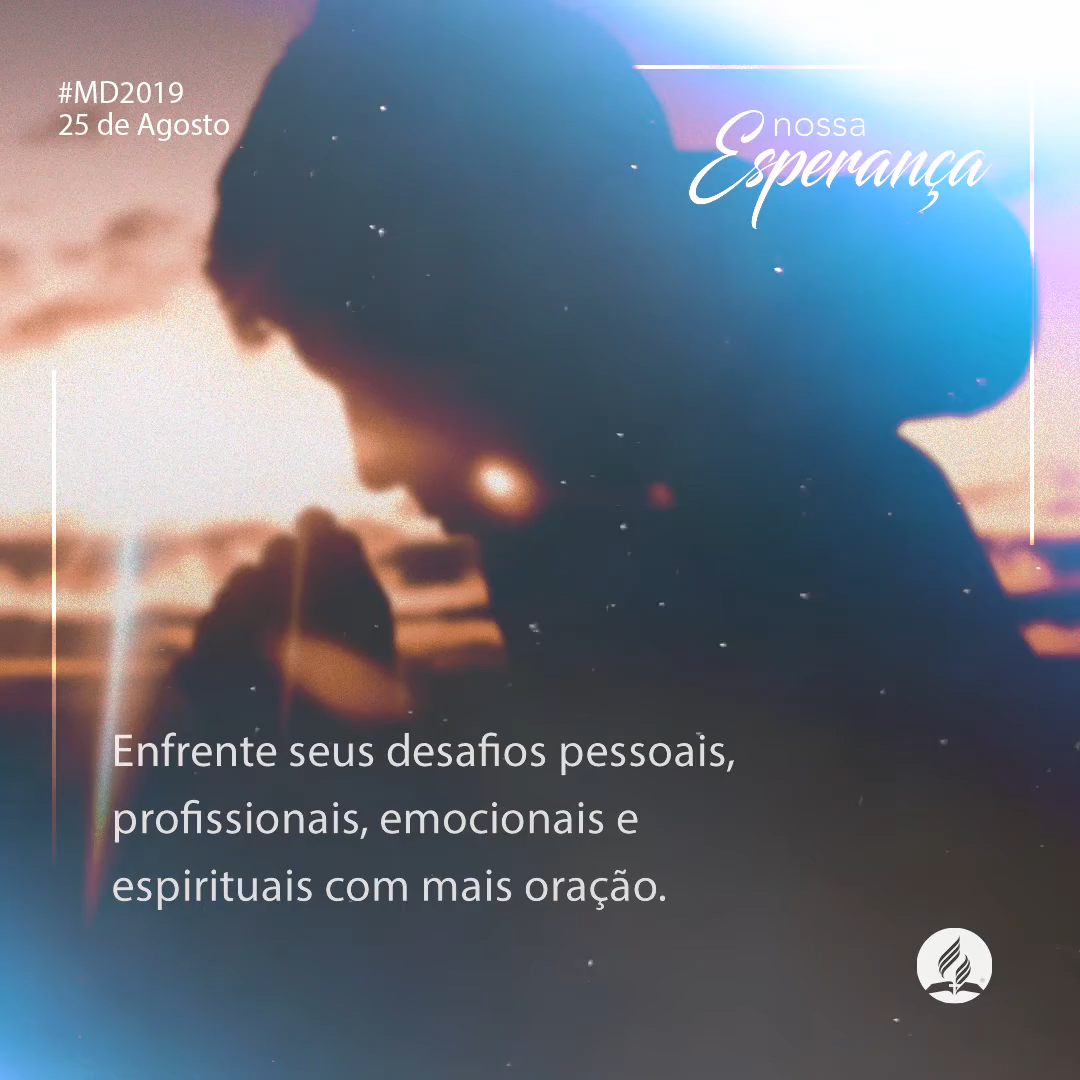 #MD2019
25 de Agosto
nossa
Esperança
Enfrente seus desafios pessoais,
profissionais, emocionais e
espirituais com mais oração.